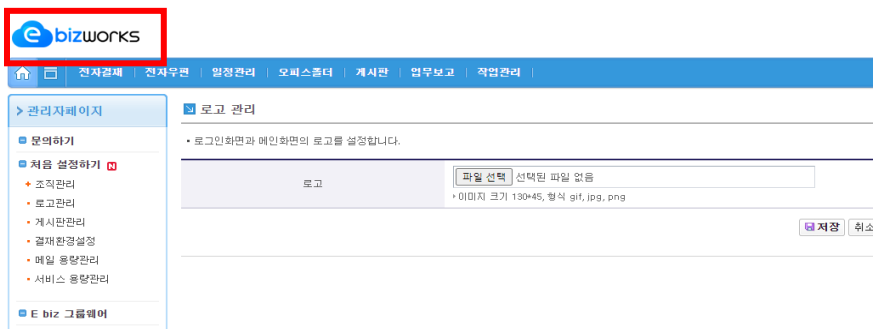 e bizworks
전자결재 | 전자우편 | 일정관리 | 오피스폴더 | 게시판 | 업무보고 | 작업관리 |
> 관리자페이지
로고 관리
문의하기
• 로그인화면과 메인화면의 로고를 설정합니다.
처음 설정하기 N
로고
파일 선택 선택된 파일 없음
이미지 크기 130*45, 형식 gif, jpg, png
+ 조직관리
• 로고관리
• 게시판관리
저장 취소
• 결재환경설정
• 메일 용량관리
• 서비스 용량관리
E biz 그룹웨어